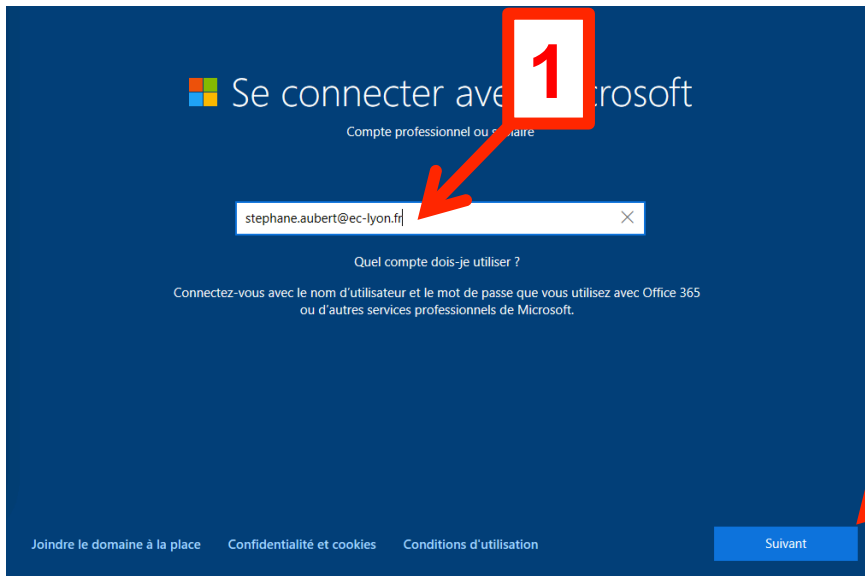 1
Se connecter ave crosoft
Compte professionnel ou scolaire
stephane.aubert@ec-lyon.fr
Quel compte dois-je utiliser ?
Connectez-vous avec le nom d'utilisateur et le mot de passe que vous utilisez avec Office 365
ou d'autres services professionnels de Microsoft.
Joindre le domaine à la place Confidentialité et cookies Conditions d'utilisation Suivant